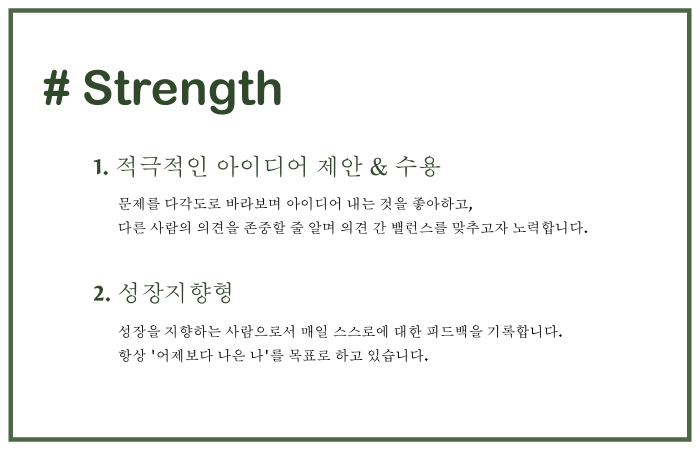 # Strength
1. 적극적인 아이디어 제안 & 수용
문제를 다각도로 바라보며 아이디어 내는 것을 좋아하고,
다른 사람의 의견을 존중할 줄 알며 의견 간 밸런스를 맞추고자 노력합니다.
2. 성장지향형
성장을 지향하는 사람으로서 매일 스스로에 대한 피드백을 기록합니다.
항상 '어제보다 나은 나'를 목표로 하고 있습니다.